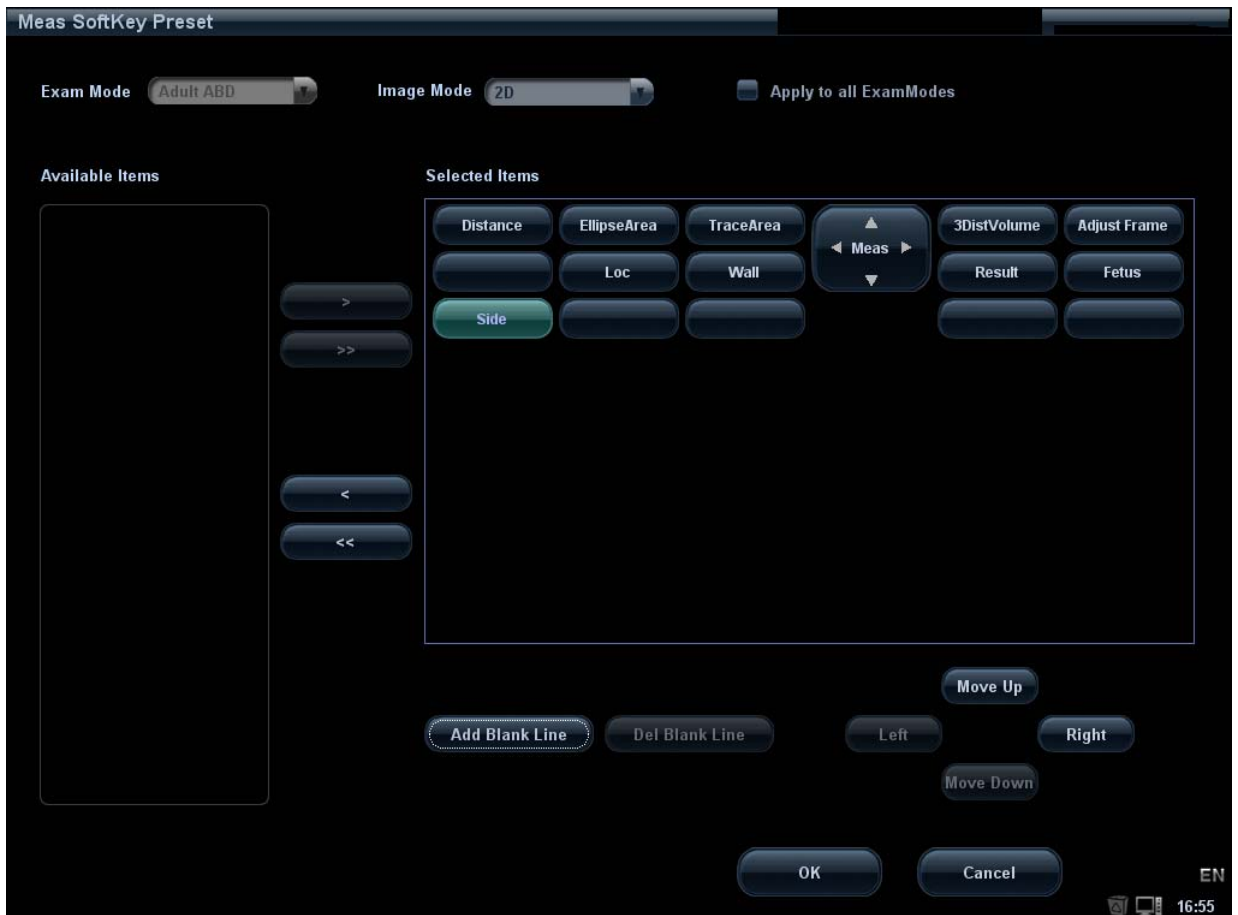 Meas SoftKey Preset
Exam Mode Adult ABD Image Mode 2D Apply to all ExamModes
Available Items Selected Items
Distance EllipseArea TraceArea Meas 3DistVolume Adjust Frame
Loc Wall Result Fetus
> Side
>>
<
<<
Move Up
Add Blank Line Del Blank Line Left Right
Move Down
OK Cancel EN
16:55